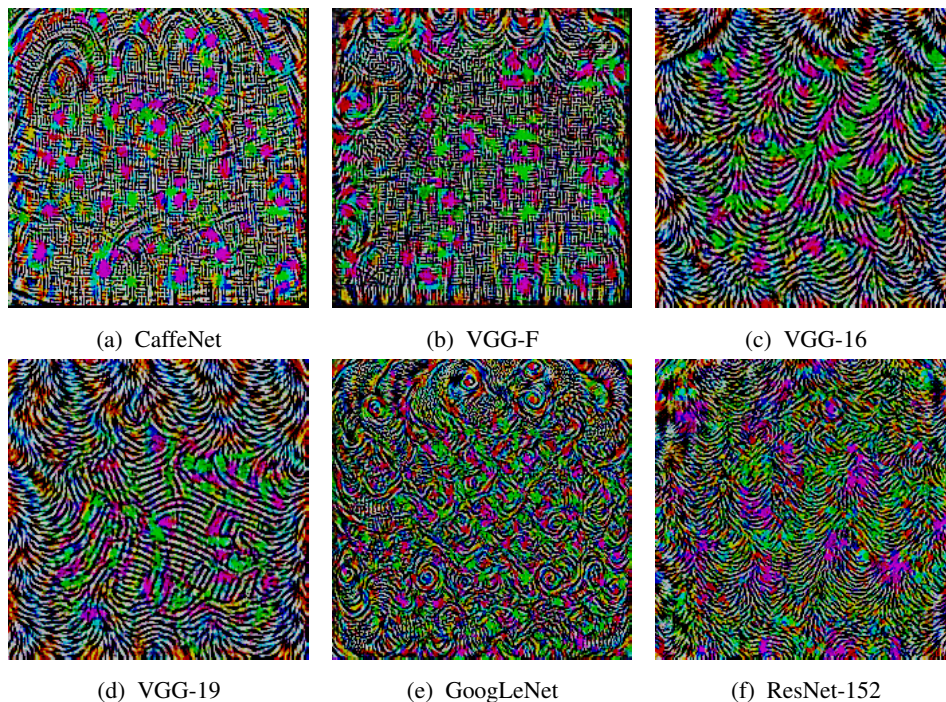 (a) CaffeNet
(b) VGG-F
(c) VGG-16
(d) VGG-19
(e) GoogLeNet
(f) ResNet-152